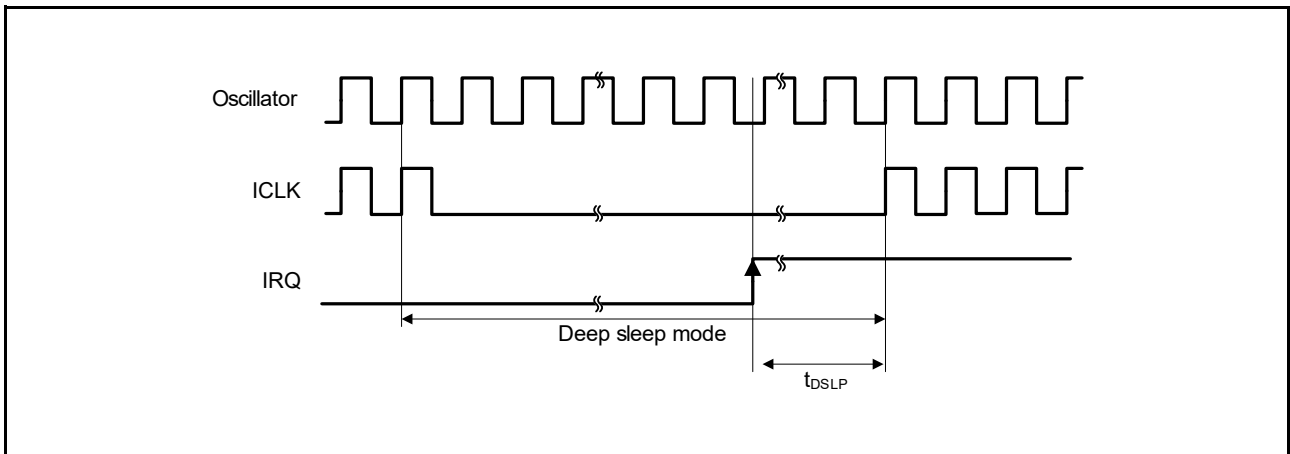 Oscillator
ICLK
IRQ
Deep sleep mode
tDSLP